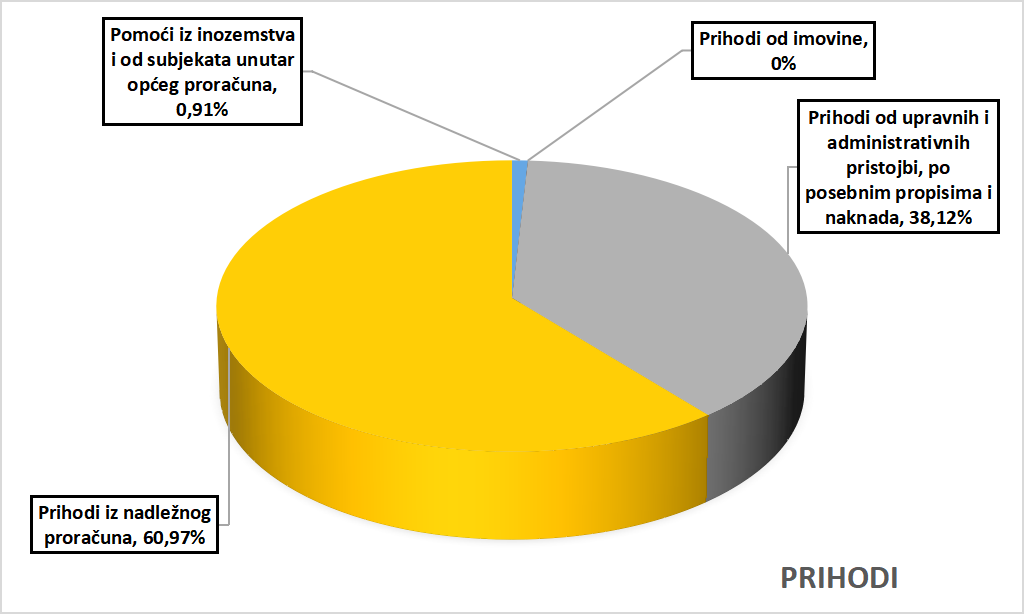 Pomoći iz inozemstva
i od subjekata unutar
općeg proračuna,
0,91%
Prihodi od imovine,
0%
Prihodi od upravnih i
administrativnih
pristojbi, po
posebnim propisima i
naknada, 38,12%
Prihodi iz nadležnog
proračuna, 60,97%
PRIHODI